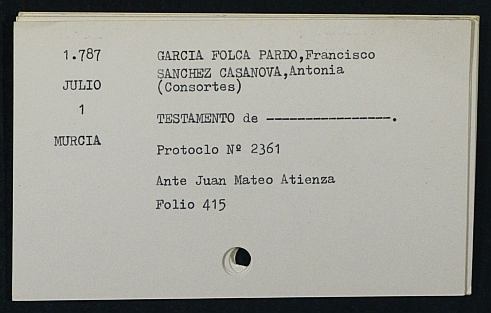 1.787
JULIO
1
MURCIA
GARCIA FOLCA PARDO,Francisco
SANCHEZ CASANOVA,Antonia
(Consortes)
TESTAMENTO de ----------------.
Protoclo Nº 2361
Ante Juan Mateo Atienza
Folio 415